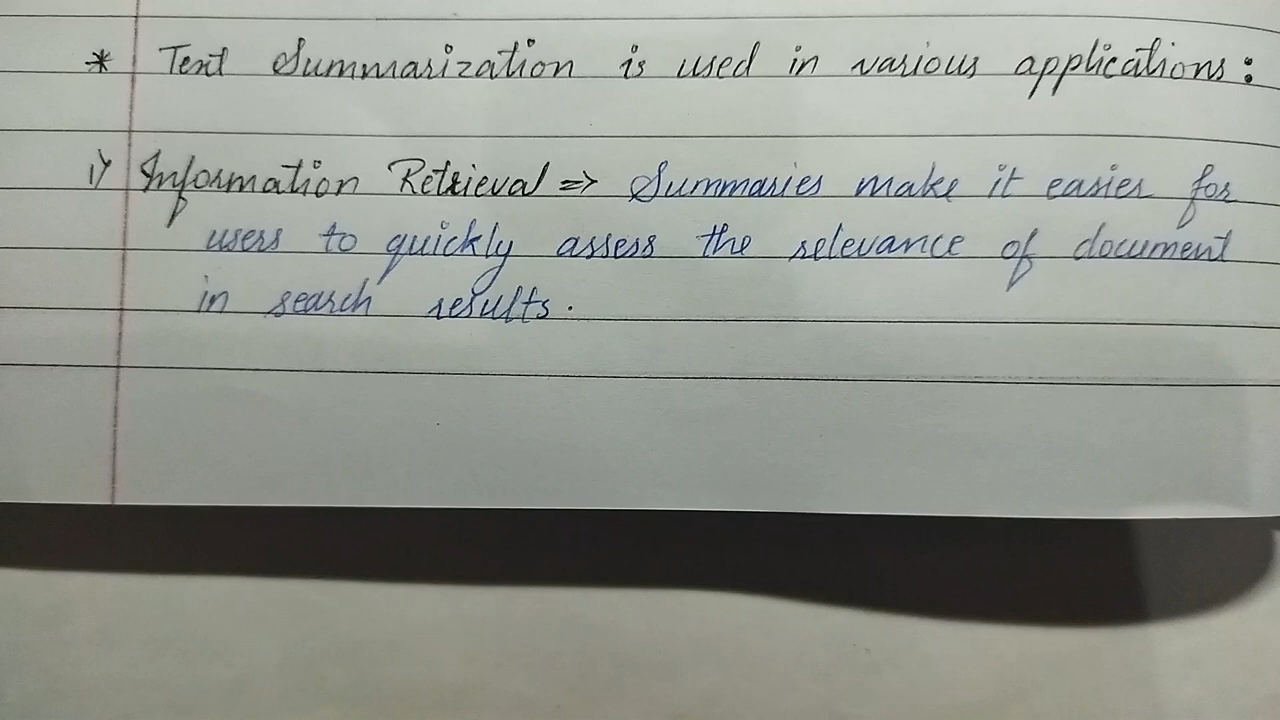 * Text Summarization is used in various applications:
1) Information Retrieval => Summaries make it easier for
users to quickly assess the relevance of document
in search results.